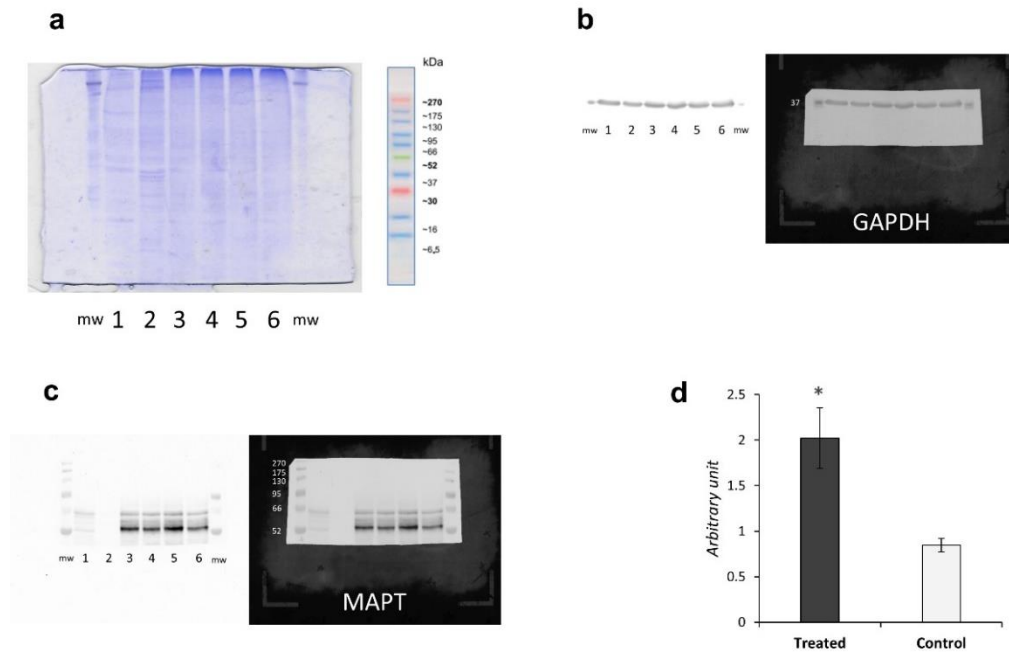 a
kDa
~270
~175
~130
~95
~66
~52
~37
~30
~16
~6,5
mw 1 2 3 4 5 6 mw
b
mw 1 2 3 4 5 6 mw
37
GAPDH
c
mw 1 2 3 4 5 6 mw
270
175
130
95
66
52
MAPT
d
Arbitrary unit
2.5
2
1.5
1
0.5
0
*
Treated
Control